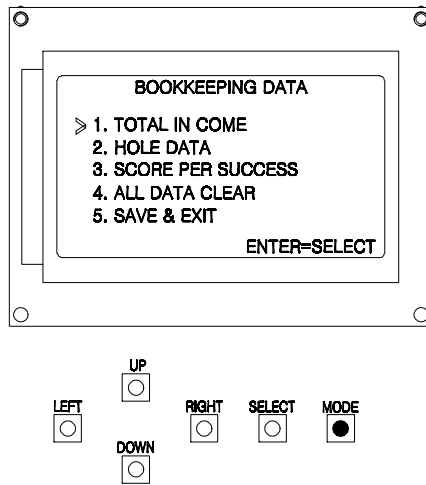 BOOKKEEPING DATA
1. TOTAL IN COME
2. HOLE DATA
3. SCORE PER SUCCESS
4. ALL DATA CLEAR
5. SAVE & EXIT
ENTER=SELECT
UP
LEFT RIGHT SELECT MODE
DOWN